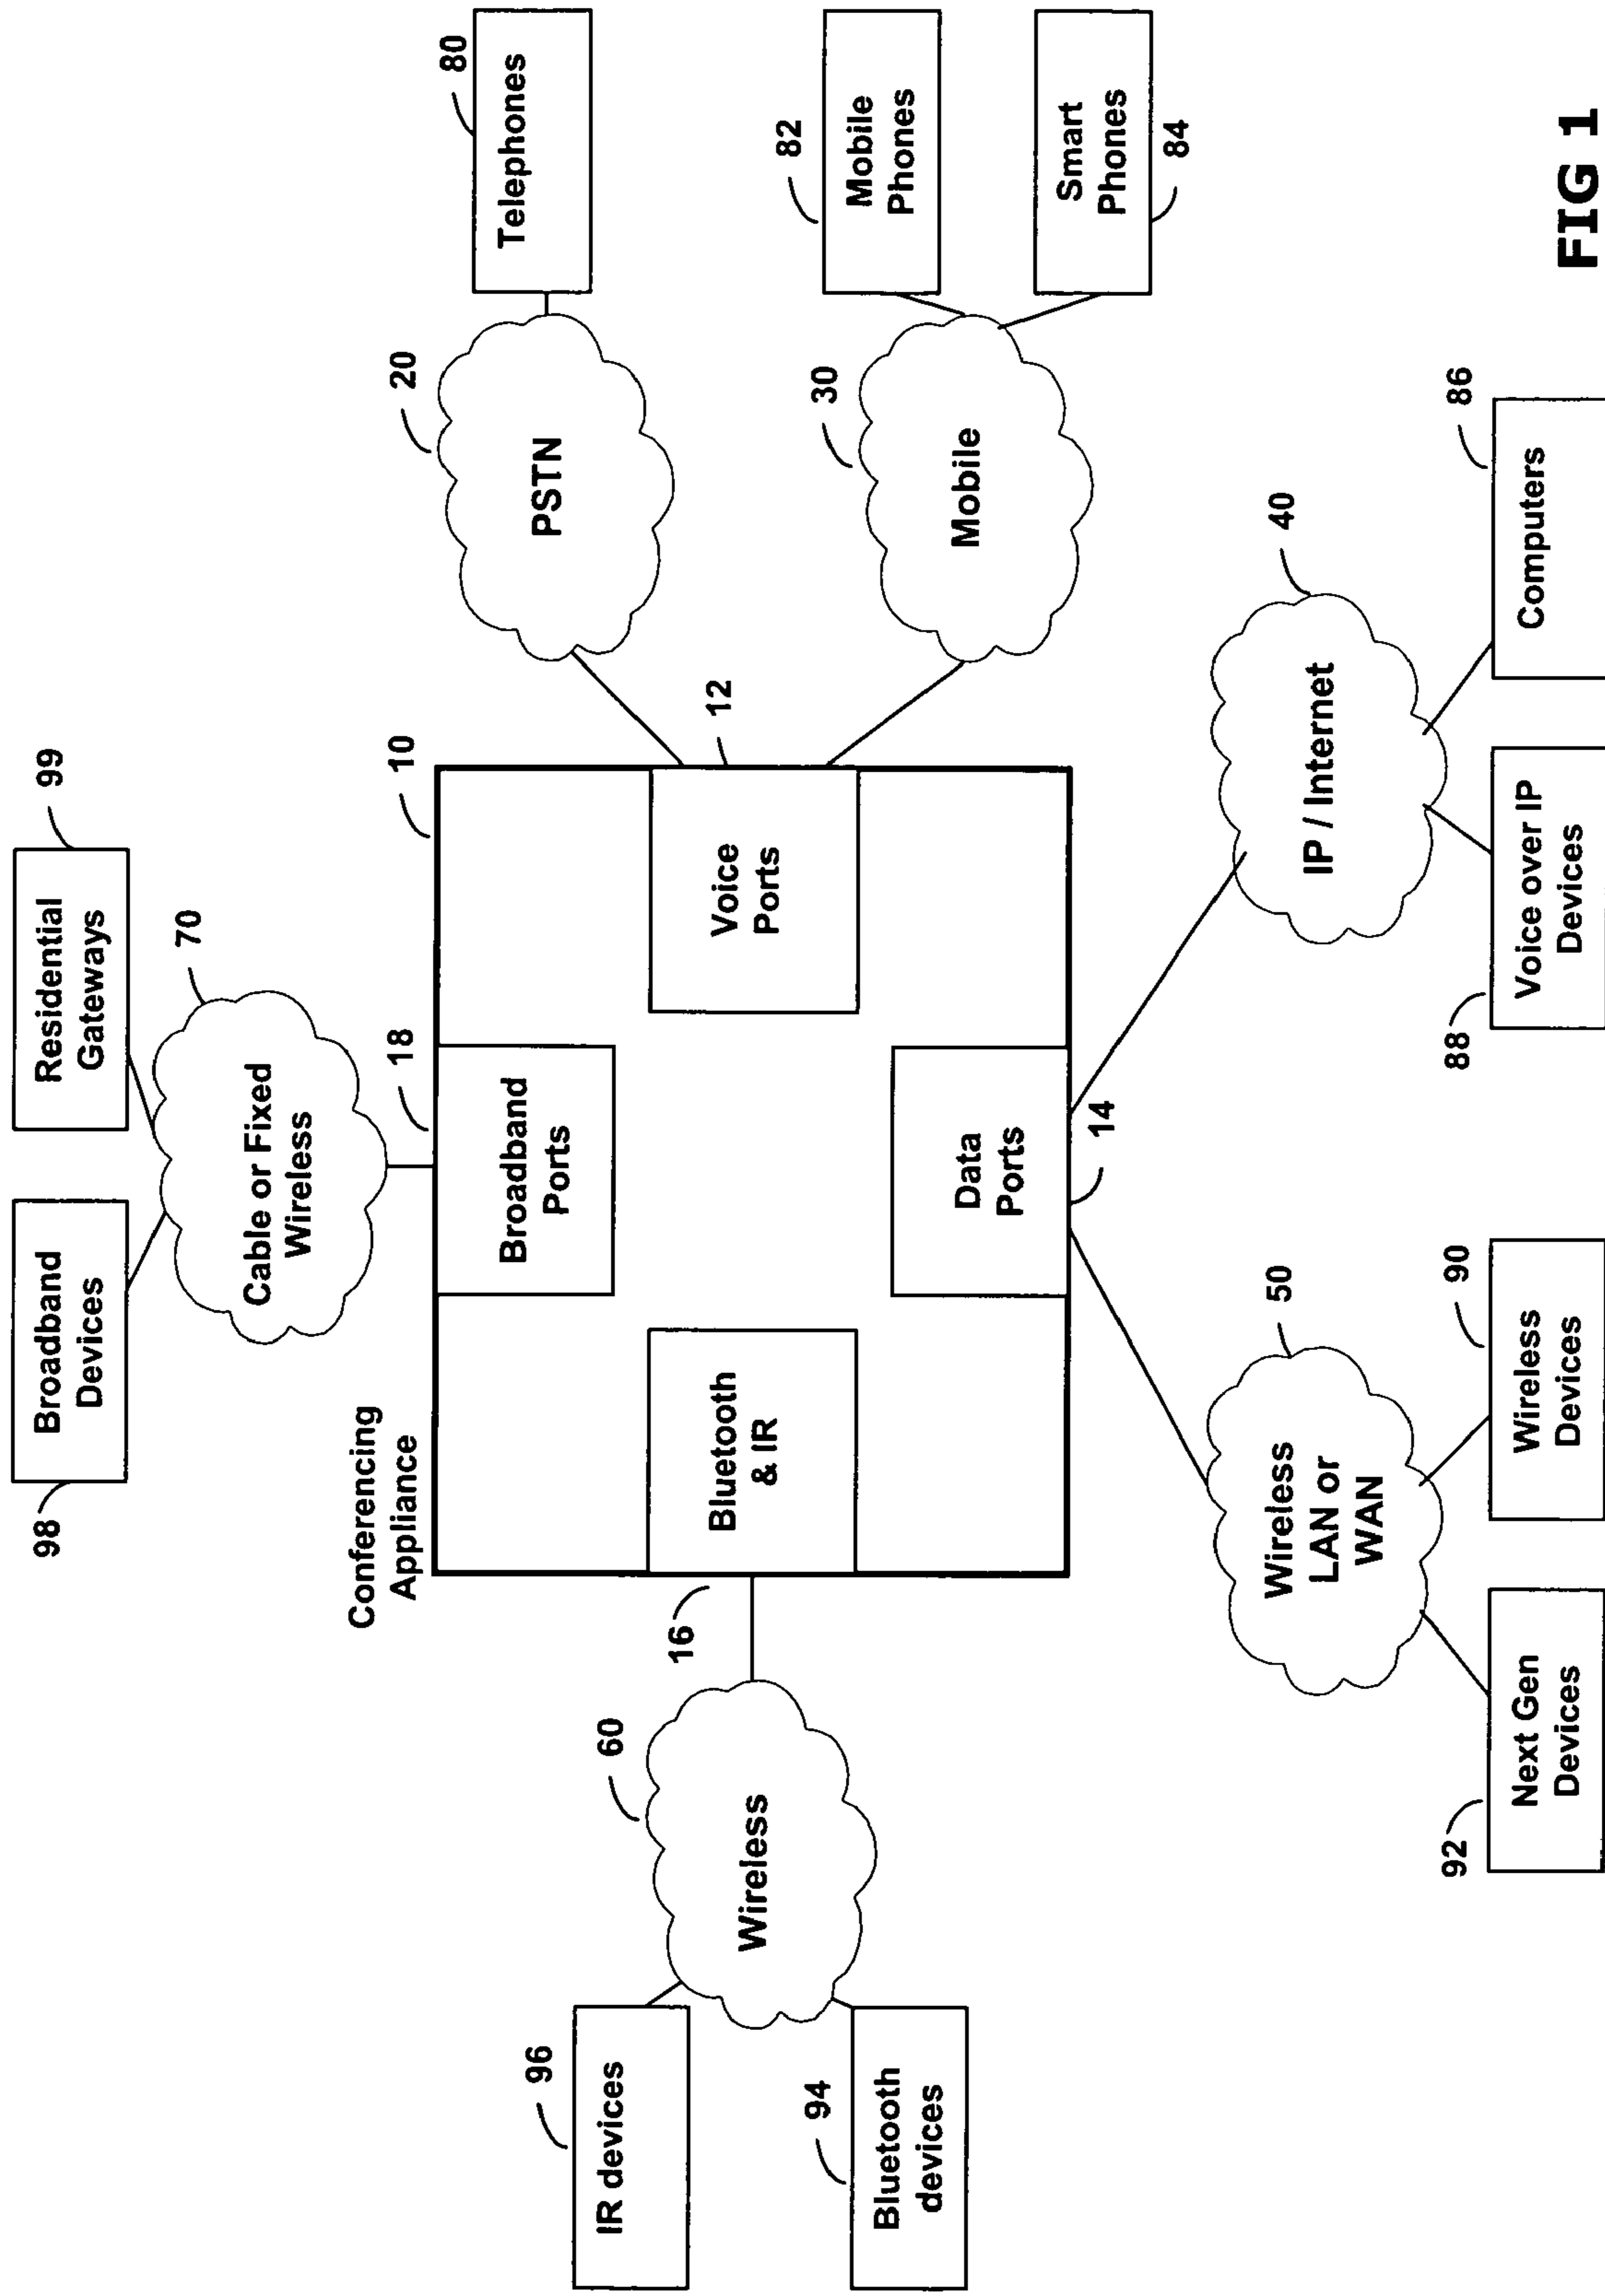 98
Broadband
Devices
Residential
Gateways
99
Cable or Fixed
Wireless
70
Conferencing
Appliance
18
10
Broadband
Ports
20
PSTN
80
Telephones
96
IR devices
60
Wireless
94
Bluetooth
devices
16
Bluetooth
& IR
Voice
Ports
12
30
Mobile
82
Mobile
Phones
Smart
Phones
84
Data
Ports
14
50
Wireless
LAN or
WAN
40
IP / Internet
92
Next Gen
Devices
90
Wireless
Devices
88
Voice over IP
Devices
86
Computers
FIG 1